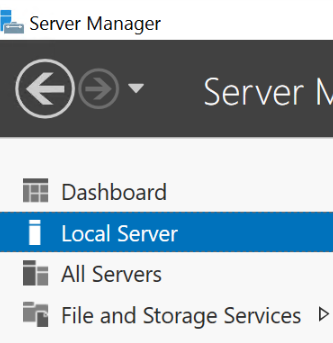 Server Manager
Server
Dashboard
Local Server
All Servers
File and Storage Services